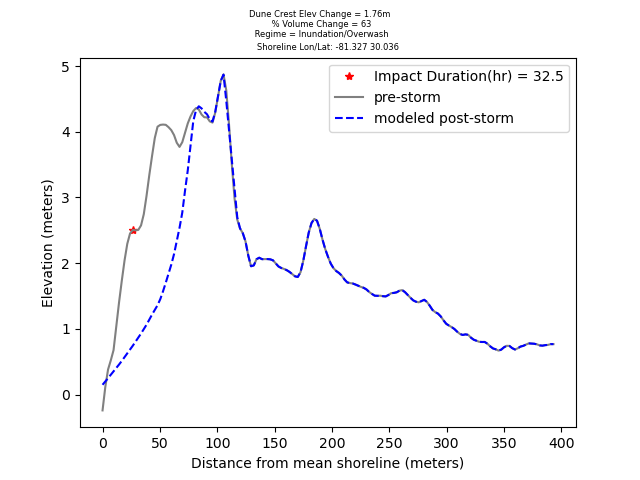 Dune Crest Elev Change = 1.76m
% Volume Change = 63
Regime = Inundation/Overwash
Shoreline Lon/Lat: -81.327 30.036
Impact Duration(hr) = 32.5
pre-storm
modeled post-storm
5
4
3
2
1
0
Elevation (meters)
0 50 100 150 200 250 300 350 400
Distance from mean shoreline (meters)